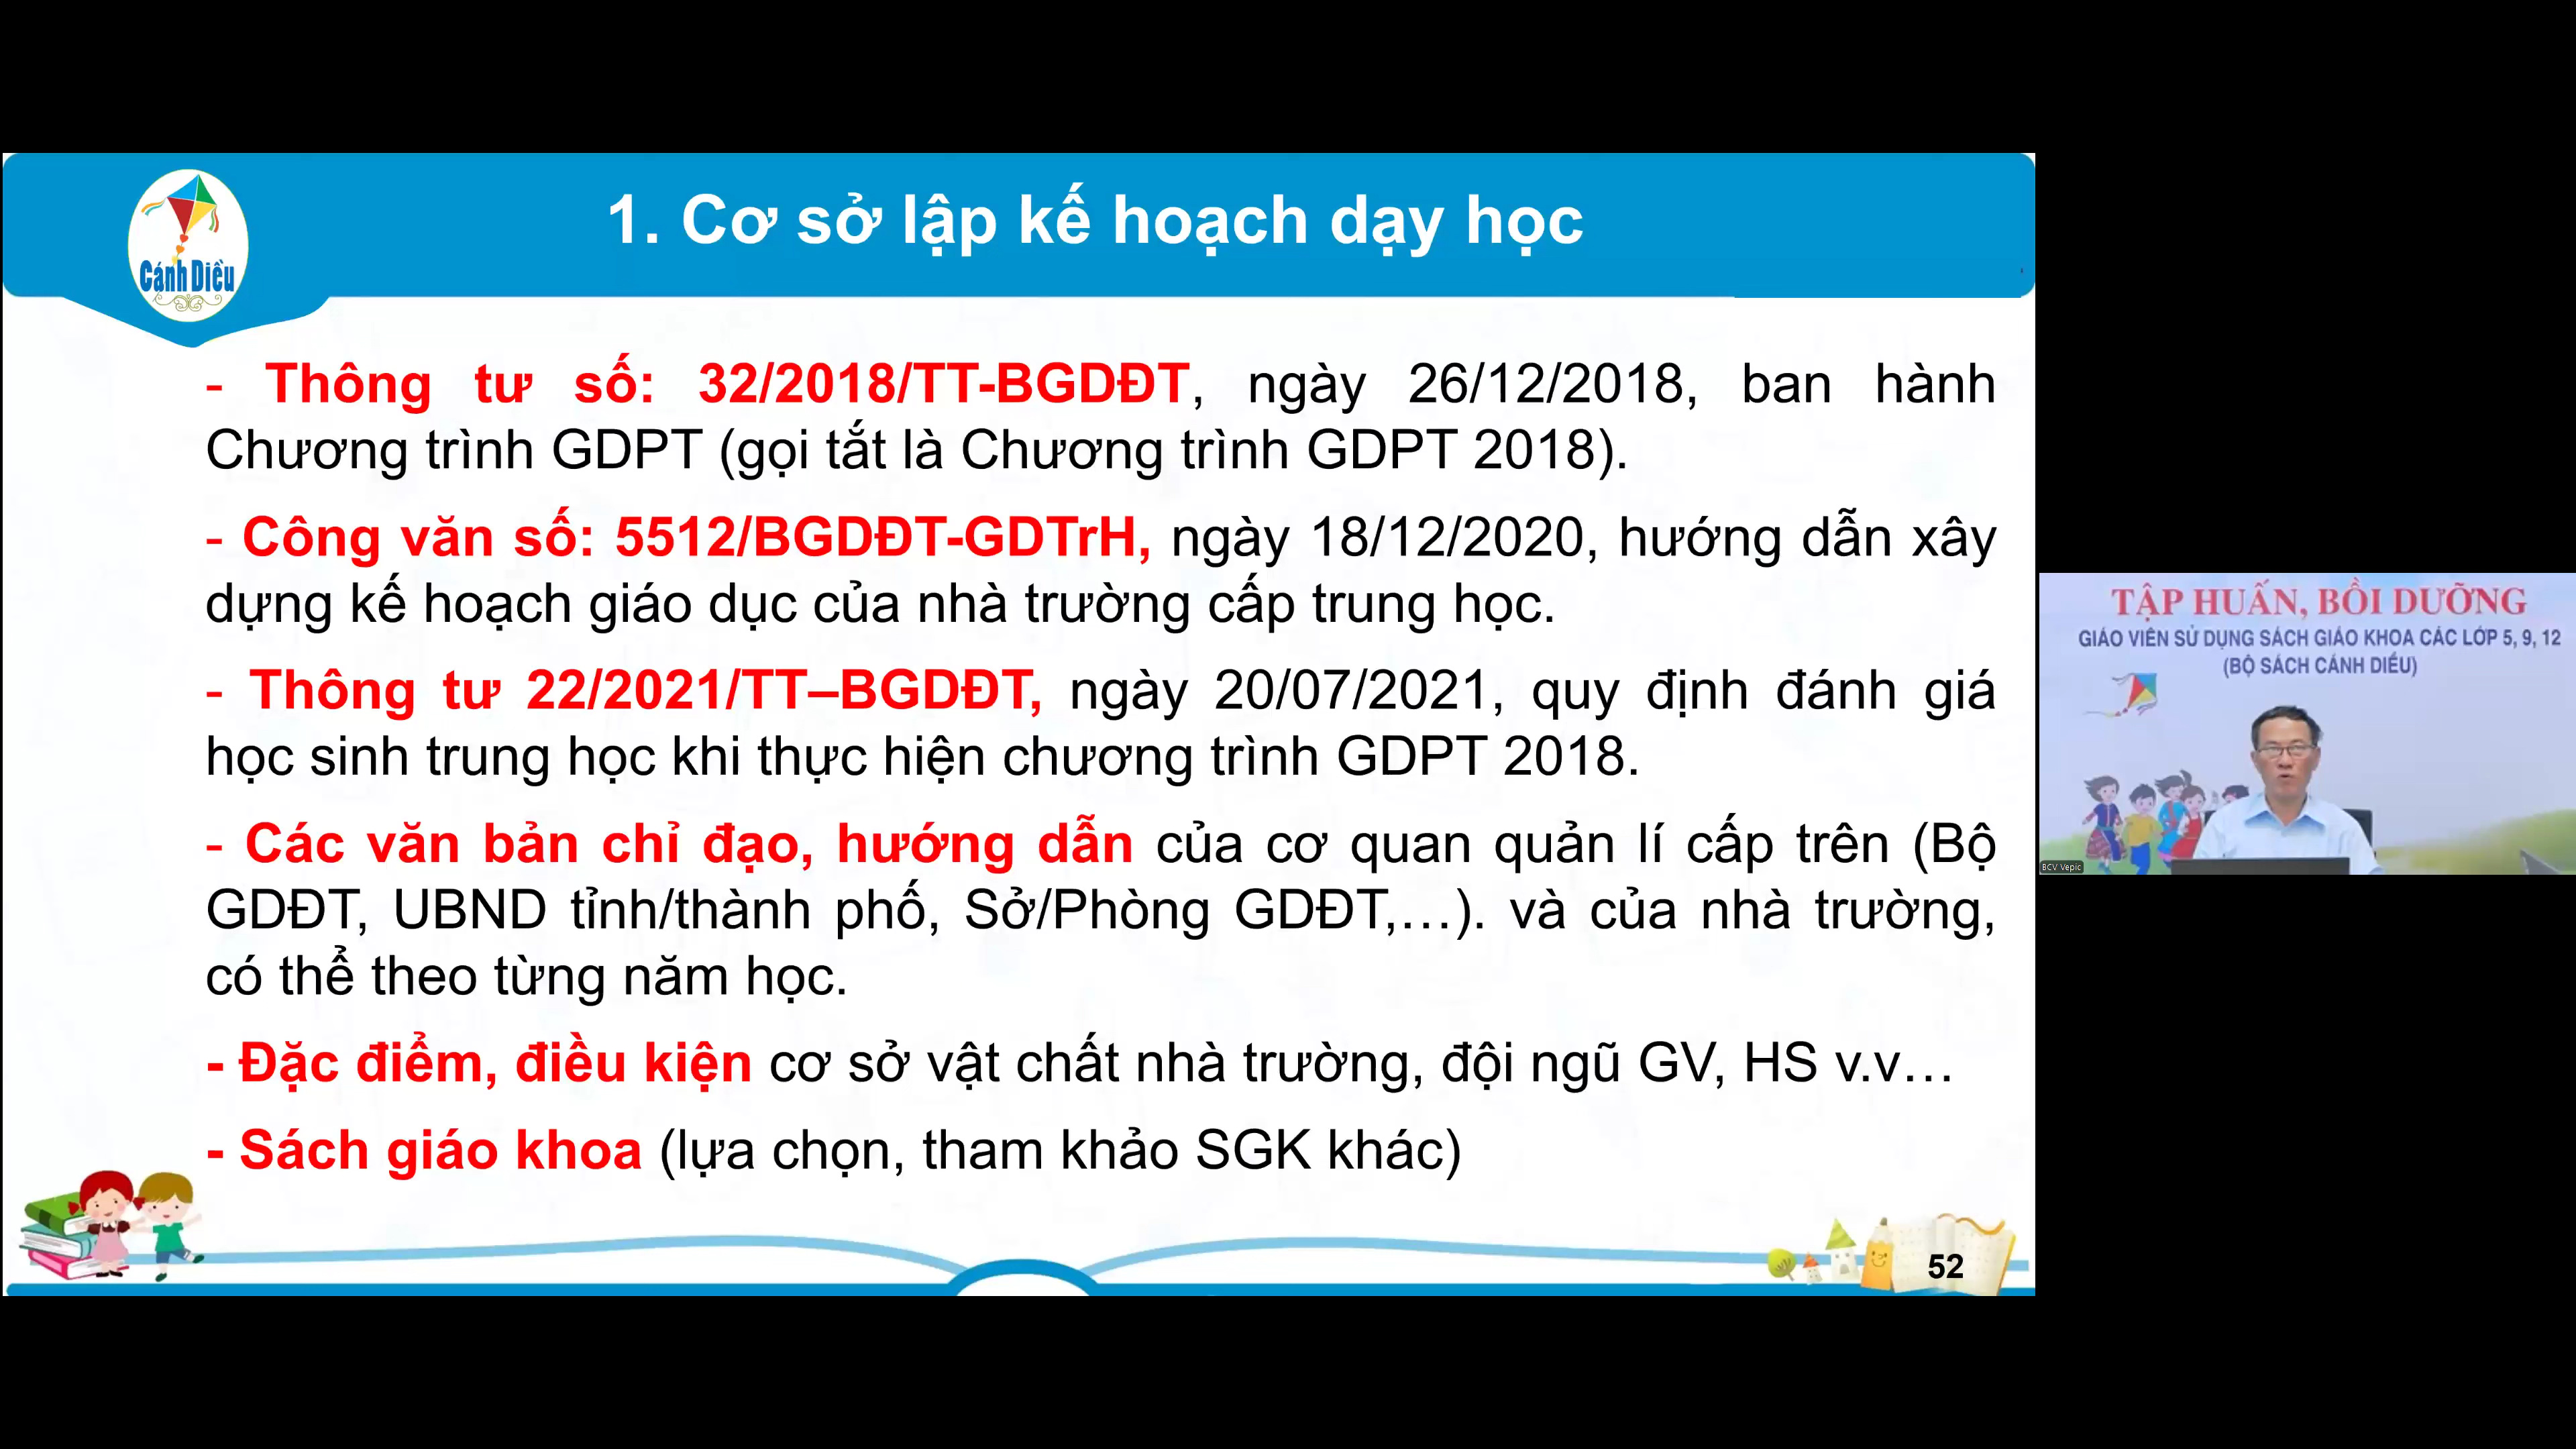 Cánh Diều
1. Cơ sở lập kế hoạch dạy học
- Thông tư số: 32/2018/TT-BGDĐT, ngày 26/12/2018, ban hành
Chương trình GDPT (gọi tắt là Chương trình GDPT 2018).
- Công văn số: 5512/BGDĐT-GDTrH, ngày 18/12/2020, hướng dẫn xây
dựng kế hoạch giáo dục của nhà trường cấp trung học.
- Thông tư 22/2021/TT–BGDĐT, ngày 20/07/2021, quy định đánh giá
học sinh trung học khi thực hiện chương trình GDPT 2018.
- Các văn bản chỉ đạo, hướng dẫn của cơ quan quản lí cấp trên (Bộ
GDĐT, UBND tỉnh/thành phố, Sở/Phòng GDĐT,…). và của nhà trường,
có thể theo từng năm học.
- Đặc điểm, điều kiện cơ sở vật chất nhà trường, đội ngũ GV, HS v.v…
- Sách giáo khoa (lựa chọn, tham khảo SGK khác)
52
TẬP HUẤN, BỒI DƯỠNG
GIÁO VIÊN SỬ DỤNG SÁCH GIÁO KHOA CÁC LỚP 5, 9, 12
(BỘ SÁCH CÁNH DIỀU)
BCV Vepic